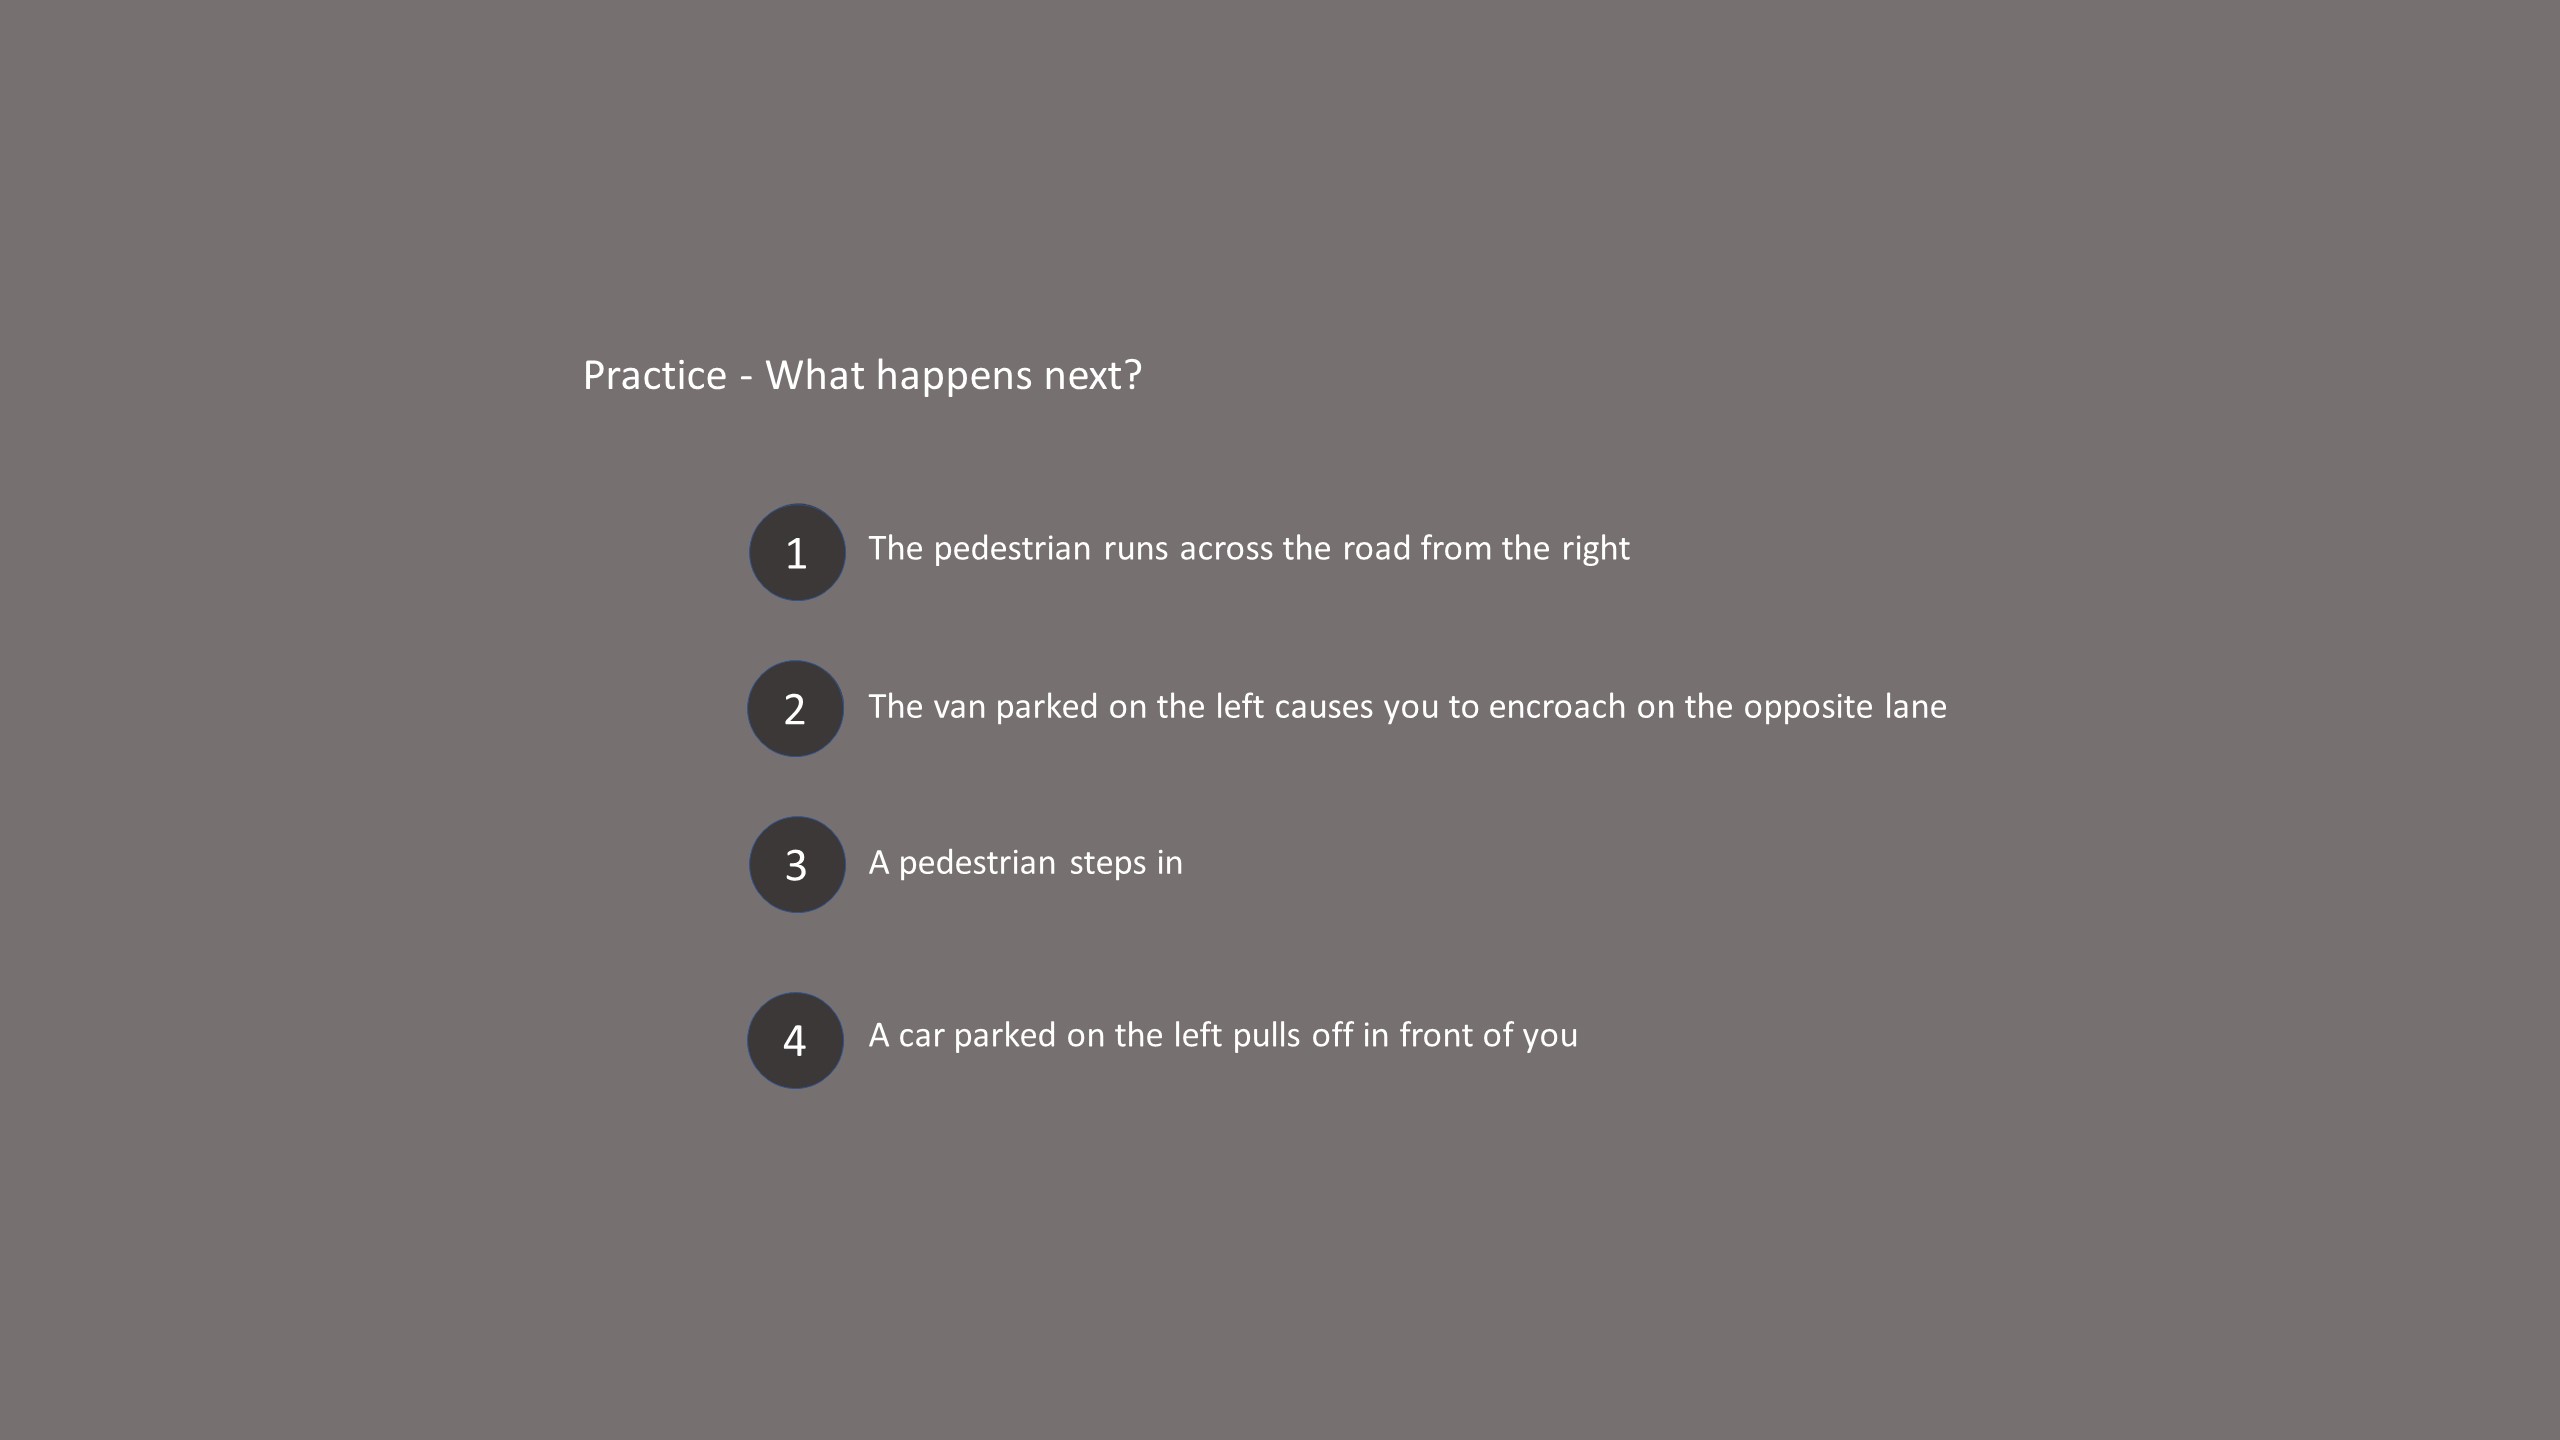 Practice - What happens next?
1 The pedestrian runs across the road from the right
2 The van parked on the left causes you to encroach on the opposite lane
3 A pedestrian steps in
4 A car parked on the left pulls off in front of you